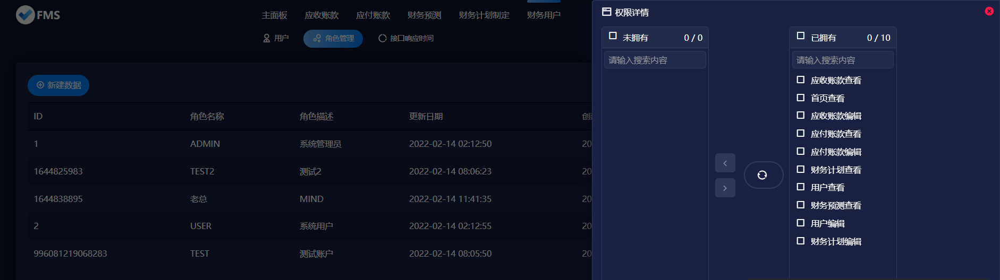 FMS
主面板 应收账款 应付账款 财务预测 财务计划制定 财务用户
用户 角色管理 接口响应时间
新建数据
ID 角色名称 角色描述 更新日期
1 ADMIN 系统管理员 2022-02-14 02:12:50 20
1644825983 TEST2 测试2 2022-02-14 08:06:23 20
1644838895 老总 MIND 2022-02-14 11:41:35 20
2 USER 系统用户 2022-02-14 02:12:55 20
996081219068283 TEST 测试账户 2022-02-14 08:05:50 20
权限详情
未拥有 0 / 0
请输入搜索内容
已拥有 0 / 10
请输入搜索内容
应收账款查看
首页查看
应收账款编辑
应付账款查看
应付账款编辑
财务计划查看
用户查看
财务预测查看
用户编辑
财务计划编辑